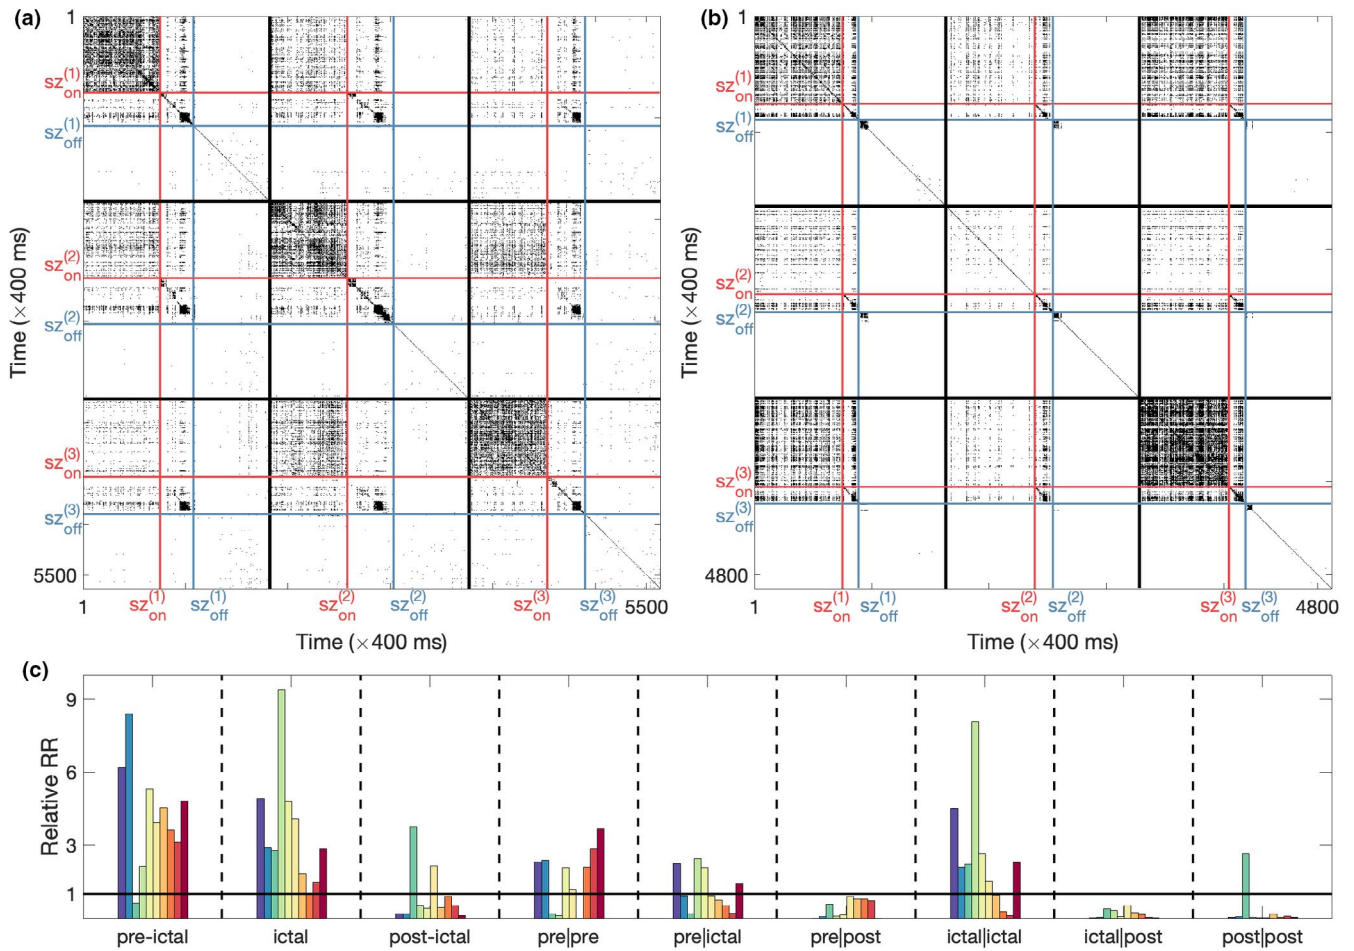 (a)
1
sz(1)on
sz(1)off
sz(2)on
sz(2)off
sz(3)on
sz(3)off
5500
Time (×400 ms)
1
sz(1)on
sz(1)off
sz(2)on
sz(2)off
sz(3)on
sz(3)off
5500
Time (×400 ms)
(b)
1
sz(1)on
sz(1)off
sz(2)on
sz(2)off
sz(3)on
sz(3)off
4800
Time (×400 ms)
1
sz(1)on
sz(1)off
sz(2)on
sz(2)off
sz(3)on
sz(3)off
4800
Time (×400 ms)
(c)
9
6
3
1
Relative RR
pre-ictal
ictal
post-ictal
pre|pre
pre|ictal
pre|post
ictal|ictal
ictal|post
post|post